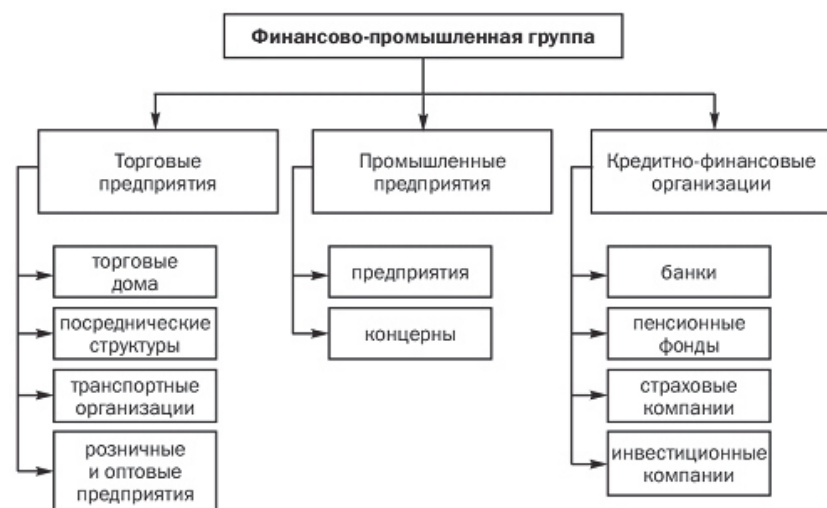 Финансово-промышленная группа
Торговые
предприятия
Промышленные
предприятия
Кредитно-финансовые
организации
торговые
дома
посреднические
структуры
транспортные
организации
розничные
и оптовые
предприятия
предприятия
концерны
банки
пенсионные
фонды
страховые
компании
инвестиционные
компании